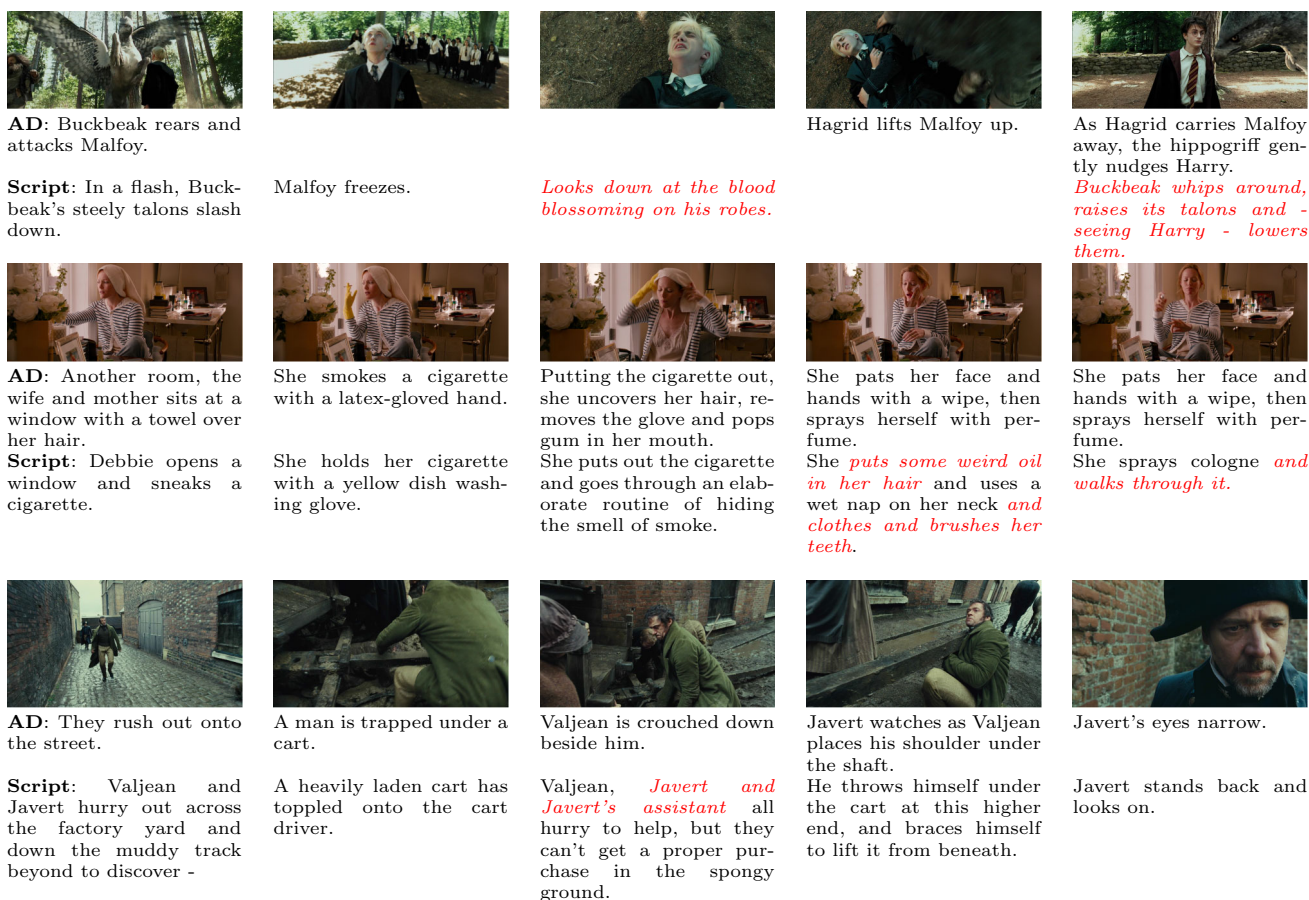 AD: Buckbeak rears and
attacks Malfoy.
Hagrid lifts Malfoy up.
As Hagrid carries Malfoy
away, the hippogriff gen-
tly nudges Harry.
Script: In a flash, Buck-
beak's steely talons slash
down.
Malfoy freezes.
Looks down at the blood
blossoming on his robes.
Buckbeak whips around,
raises its talons and -
seeing Harry - lowers
them.
AD: Another room, the
wife and mother sits at a
window with a towel over
her hair.
She smokes a cigarette
with a latex-gloved hand.
Putting the cigarette out,
she uncovers her hair, re-
moves the glove and pops
gum in her mouth.
She pats her face and
hands with a wipe, then
sprays herself with per-
fume.
She pats her face and
hands with a wipe, then
sprays herself with per-
fume.
Script: Debbie opens a
window and sneaks a
cigarette.
She holds her cigarette
with a yellow dish wash-
ing glove.
She puts out the cigarette
and goes through an elab-
orate routine of hiding
the smell of smoke.
She puts some weird oil
in her hair and uses a
wet nap on her neck and
clothes and brushes her
teeth.
She sprays cologne and
walks through it.
AD: They rush out onto
the street.
A man is trapped under a
cart.
Valjean is crouched down
beside him.
Javert watches as Valjean
places his shoulder under
the shaft.
Javert's eyes narrow.
Script: Valjean and
Javert hurry out across
the factory yard and
down the muddy track
beyond to discover -
A heavily laden cart has
toppled onto the cart
driver.
Valjean, Javert and
Javert's assistant all
hurry to help, but they
can't get a proper pur-
chase in the spongy
ground.
He throws himself under
the cart at this higher
end, and braces himself
to lift it from beneath.
Javert stands back and
looks on.